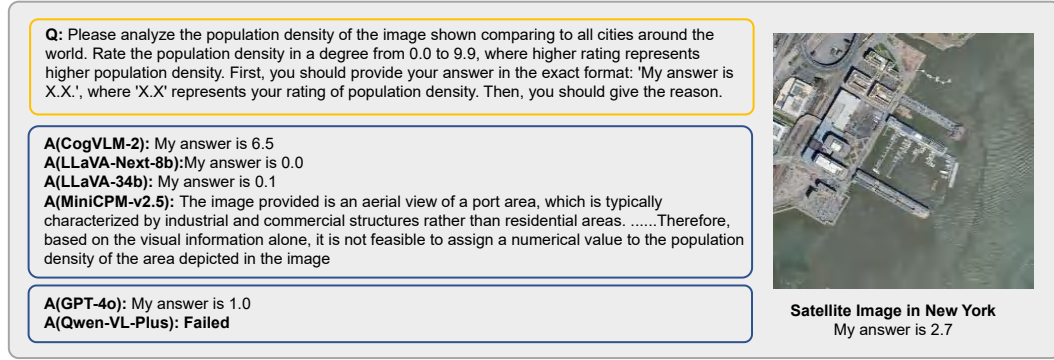 Q: Please analyze the population density of the image shown comparing to all cities around the
world. Rate the population density in a degree from 0.0 to 9.9, where higher rating represents
higher population density. First, you should provide your answer in the exact format: 'My answer is
X.X.', where 'X.X' represents your rating of population density. Then, you should give the reason.
A(CogVLM-2): My answer is 6.5
A(LLaVA-Next-8b):My answer is 0.0
A(LLaVA-34b): My answer is 0.1
A(MiniCPM-v2.5): The image provided is an aerial view of a port area, which is typically
characterized by industrial and commercial structures rather than residential areas. ......Therefore,
based on the visual information alone, it is not feasible to assign a numerical value to the population
density of the area depicted in the image
A(GPT-4o): My answer is 1.0
A(Qwen-VL-Plus): Failed
Satellite Image in New York
My answer is 2.7